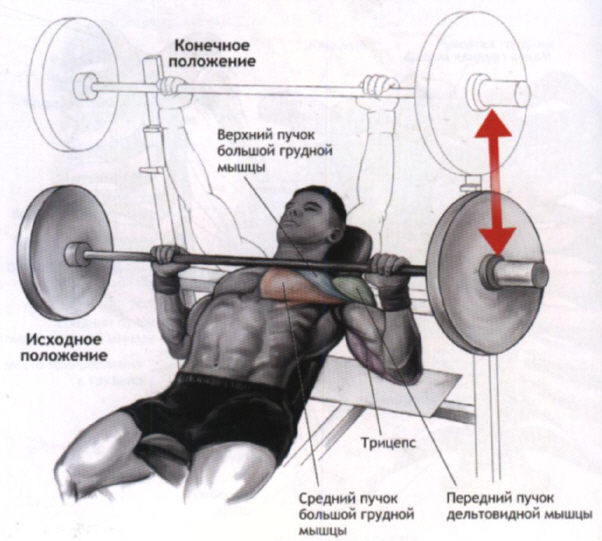 Конечное
положение
Верхний пучок
большой грудной
мышцы
Исходное
положение
Трицепс
Средний пучок
большой грудной
мышцы
Передний пучок
дельтовидной мышцы